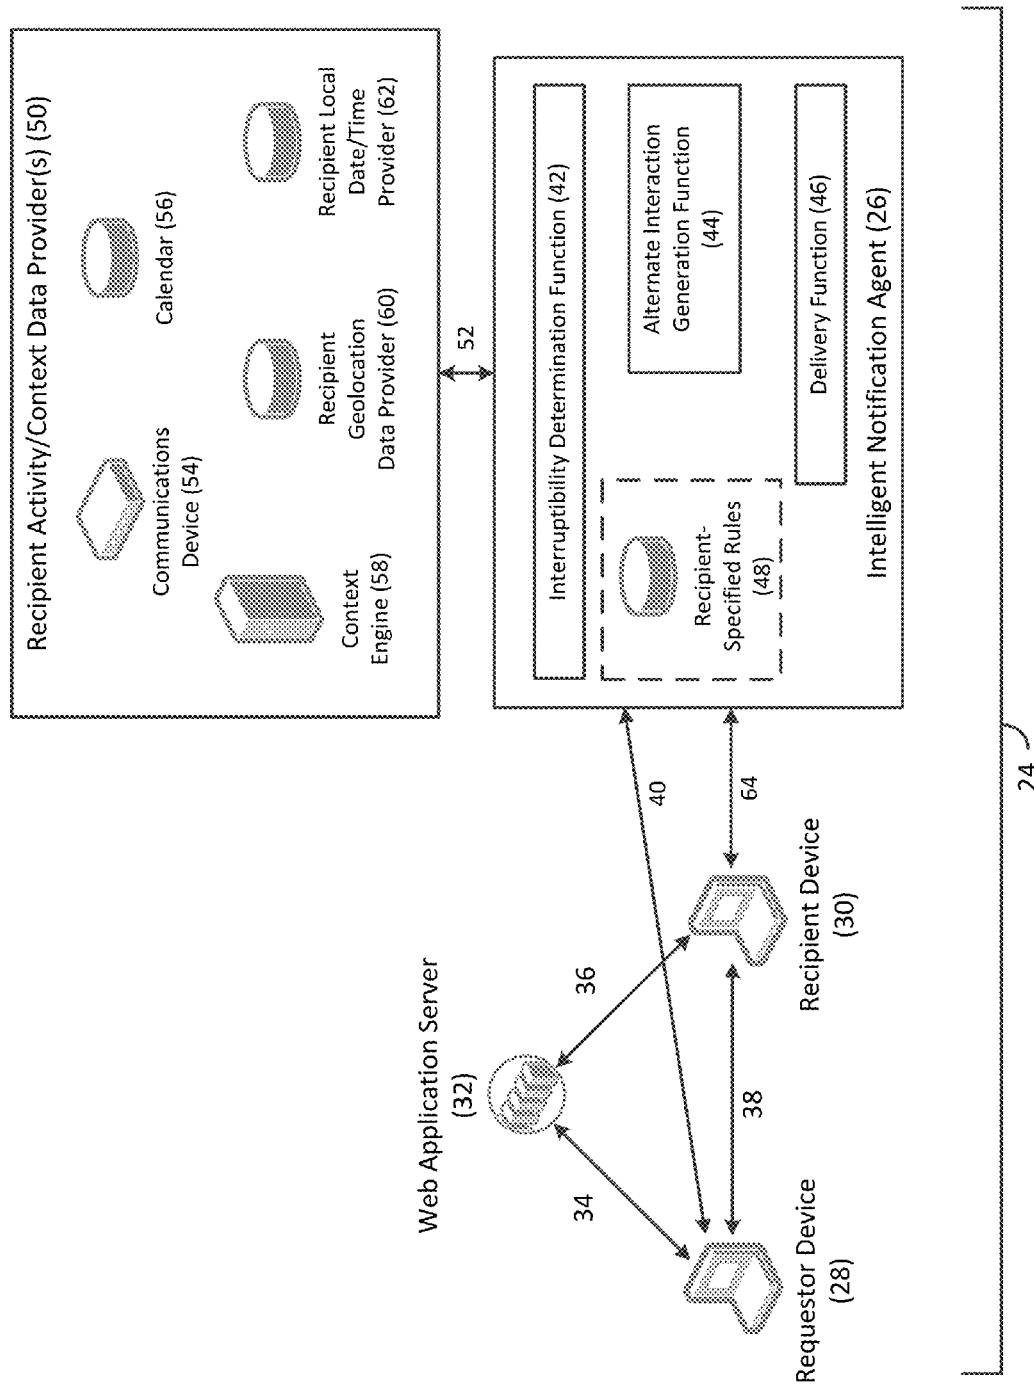 Recipient Activity/Context Data Provider(s) (50)
Communications
Device (54)
Calendar (56)
Context
Engine (58)
Recipient
Geolocation
Data Provider (60)
Recipient Local
Date/Time
Provider (62)
52
Web Application Server
(32)
34
36
40
Interruptibility Determination Function (42)
Recipient-
Specified Rules
(48)
Alternate Interaction
Generation Function
(44)
Delivery Function (46)
Intelligent Notification Agent (26)
38
64
Requestor Device
(28)
Recipient Device
(30)
24